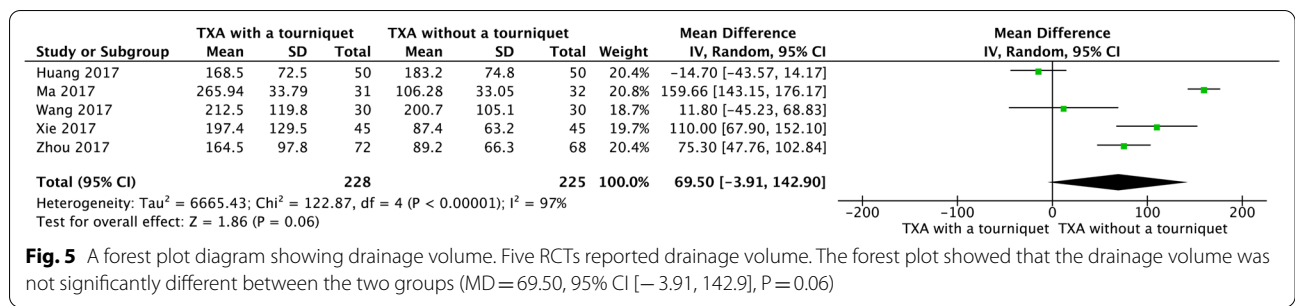 TXA with a tourniquet TXA without a tourniquet Mean Difference Mean Difference
Study or Subgroup Mean SD Total Mean SD Total Weight IV, Random, 95% CI IV, Random, 95% CI
Huang 2017 168.5 72.5 50 183.2 74.8 50 20.4% -14.70 [-43.57, 14.17]
Ma 2017 265.94 33.79 31 106.28 33.05 32 20.8% 159.66 [143.15, 176.17]
Wang 2017 212.5 119.8 30 200.7 105.1 30 18.7% 11.80 [-45.23, 68.83]
Xie 2017 197.4 129.5 45 87.4 63.2 45 19.7% 110.00 [67.90, 152.10]
Zhou 2017 164.5 97.8 72 89.2 66.3 68 20.4% 75.30 [47.76, 102.84]
Total (95% CI) 228 225 100.0% 69.50 [-3.91, 142.90]
Heterogeneity: Tau² = 6665.43; Chi² = 122.87, df = 4 (P < 0.00001); I² = 97%
Test for overall effect: Z = 1.86 (P = 0.06)
-200 -100 0 100 200
TXA with a tourniquet TXA without a tourniquet
Fig. 5 A forest plot diagram showing drainage volume. Five RCTs reported drainage volume. The forest plot showed that the drainage volume was
not significantly different between the two groups (MD = 69.50, 95% CI [− 3.91, 142.9], P = 0.06)